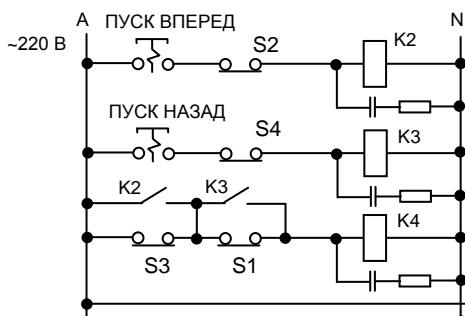 A N
~220 В
ПУСК ВПЕРЕД S2 K2
ПУСК НАЗАД S4 K3
K2 K3
K4
S3 S1